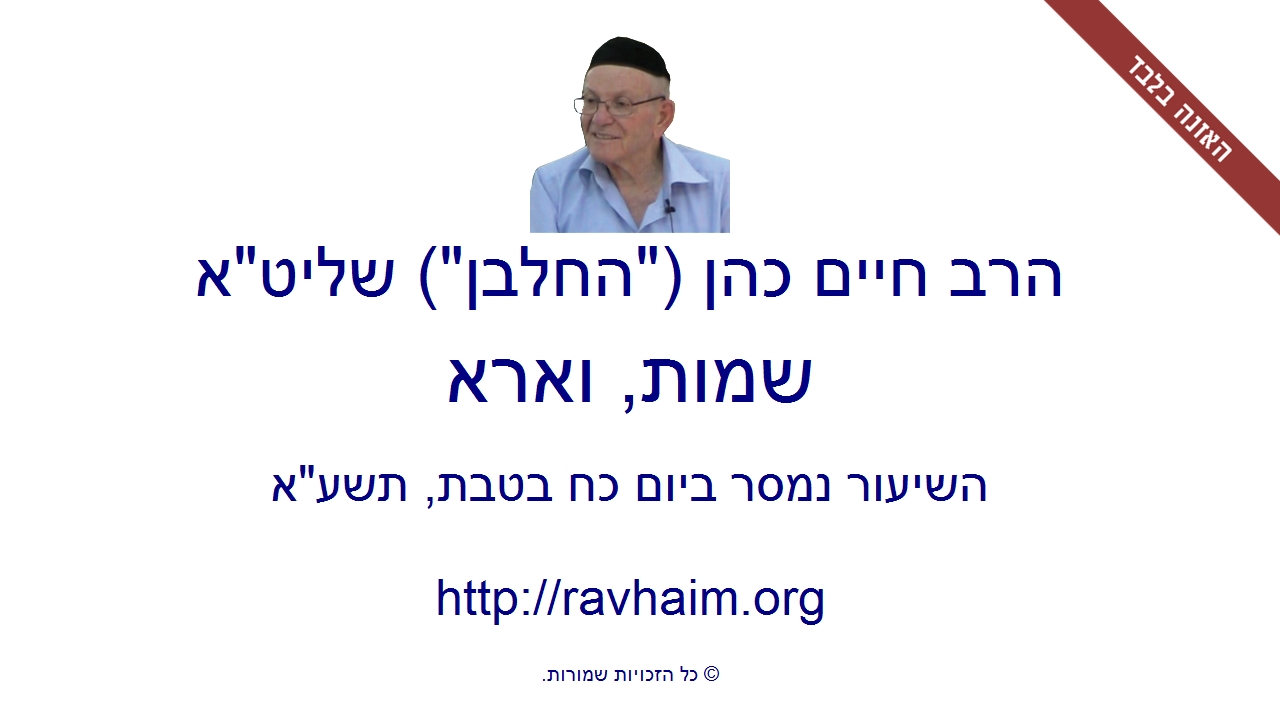 האזנה בלבד
הרב חיים כהן ("החלבן") שליט"א
שמות, וארא
השיעור נמסר ביום כח בטבת, תשע"א
http://ravhaim.org
© כל הזכויות שמורות.